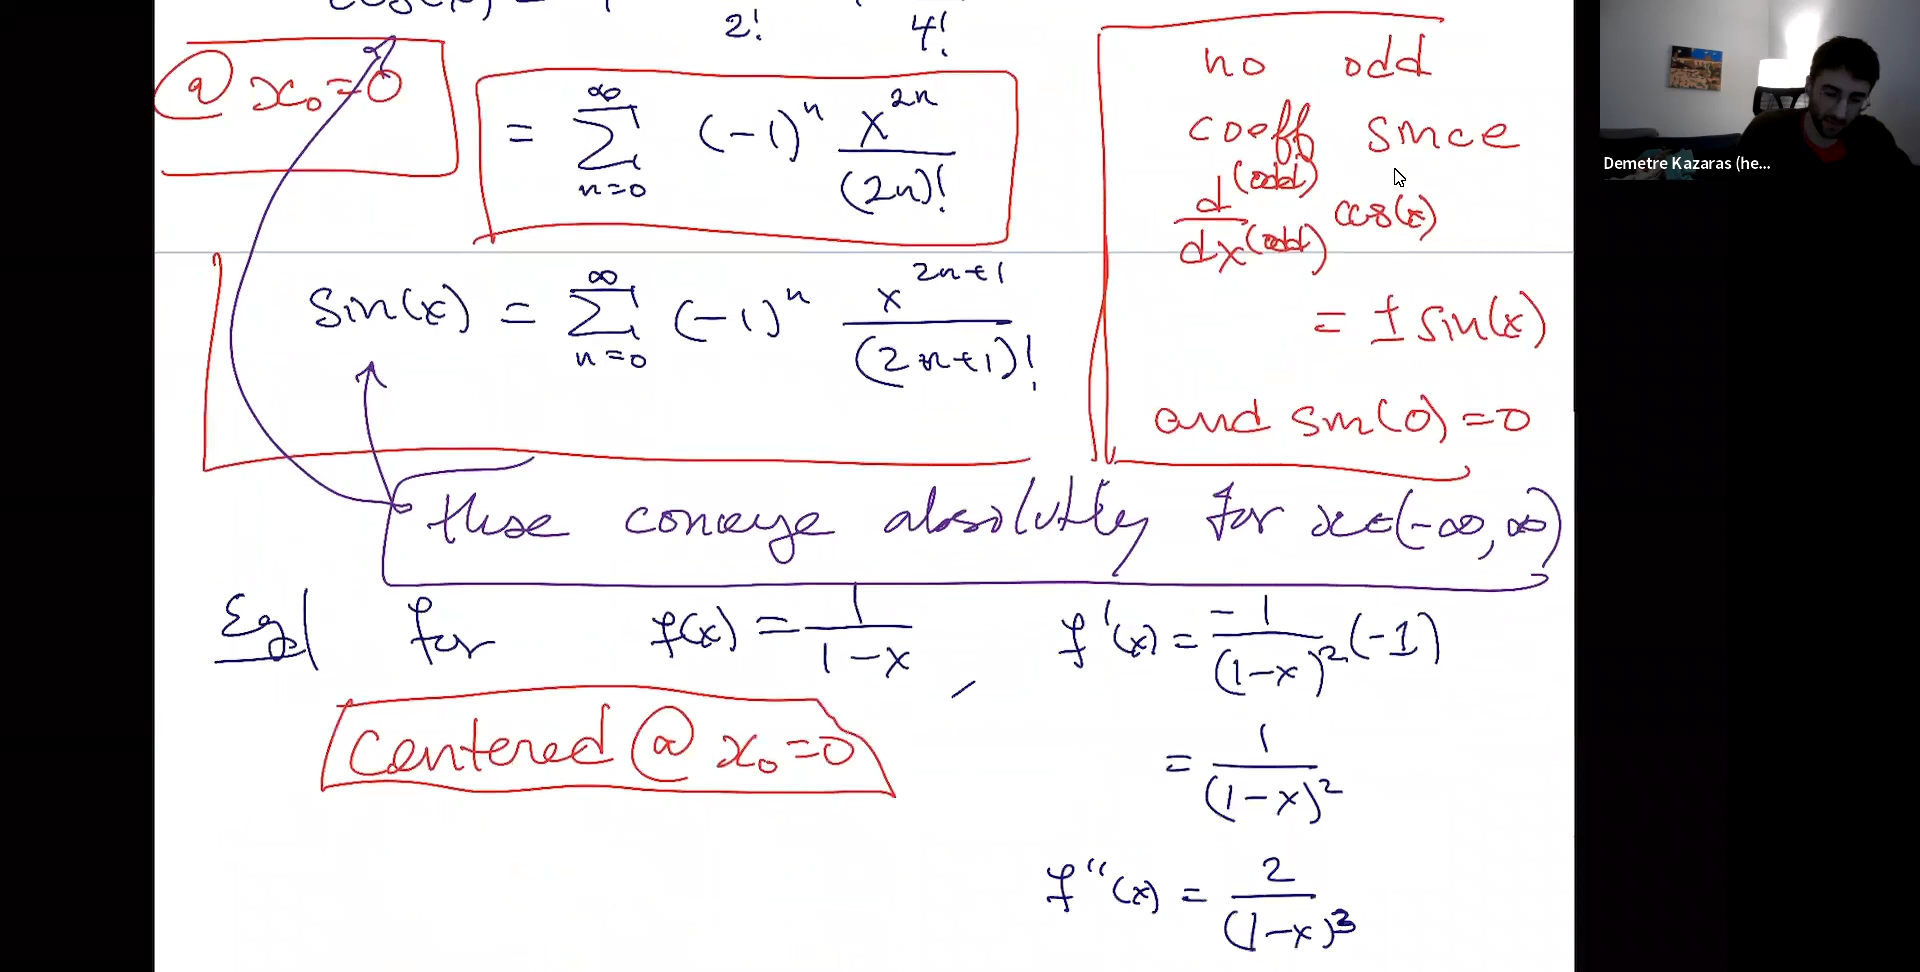 2! 4!
@ x₀=0
= ∑_{n=0}^{∞} (-1)^n x^{2n}/(2n)!
no odd
coeff since
d^(odd)/dx^(odd) cos(x)
= ± sin(x)
and sin(0)=0
Sin(x) = ∑_{n=0}^{∞} (-1)^n x^{2n+1}/(2n+1)!
these converge absolutely for x∈(-∞,∞)
Eg| for f(x) = 1/(1-x), f'(x) = -1/(1-x)^2 (-1)
Centered @ x₀=0
= 1/(1-x)^2
f''(x) = 2/(1-x)^3
Demetre Kazaras (he...